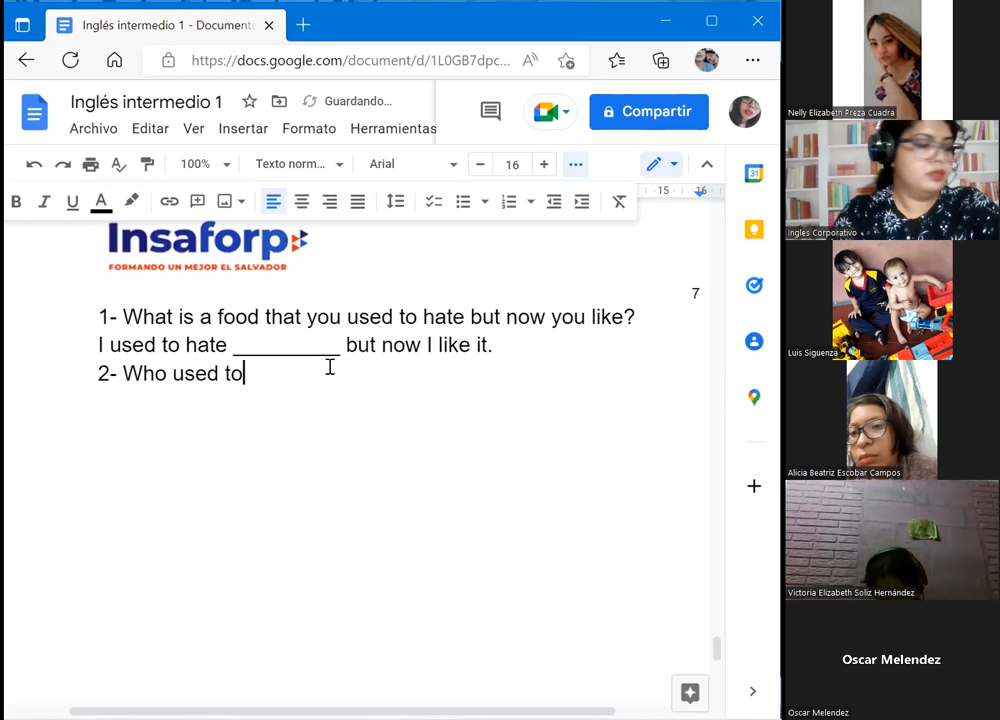 Inglés intermedio 1 - Document
https://docs.google.com/document/d/1L0GB7dpc...
Inglés intermedio 1
Guardando...
Compartir
Archivo Editar Ver Insertar Formato Herramientas
100% Texto norm... Arial 16
15 16
31
Insaforp
FORMANDO UN MEJOR EL SALVADOR
7
1- What is a food that you used to hate but now you like?
I used to hate _________ but now I like it.
2- Who used to
Nelly Elizabeth Preza Cuadra
Inglés Corporativo
Luis Siguenza
Alicia Beatriz Escobar Campos
Victoria Elizabeth Soliz Hernández
Oscar Melendez
Oscar Melendez